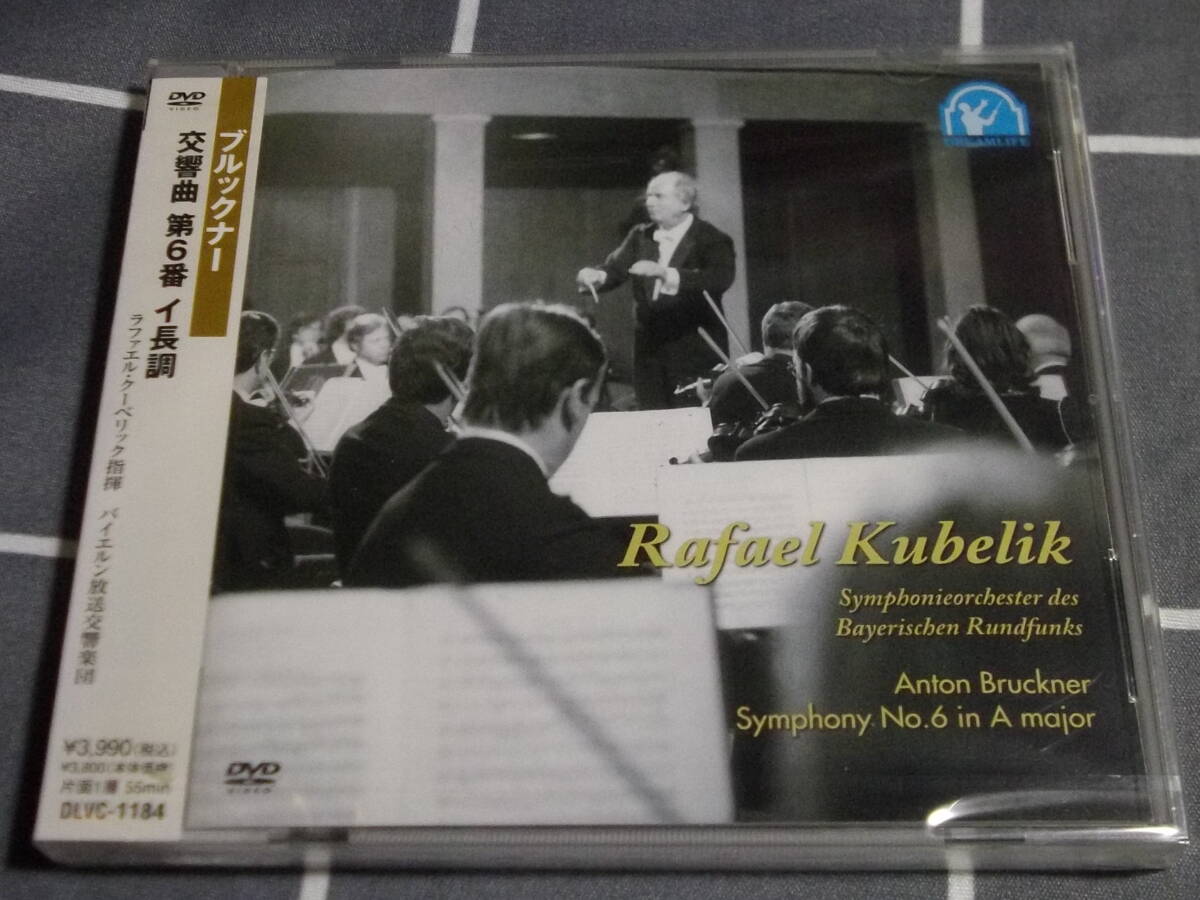 DVD
VIDEO
ブルックナー
交響曲 第6番 イ長調
ラファエル・クーベリック指揮 バイエルン放送交響楽団
¥3,990(税込)
¥3,800(本体価格)
片面1層 55min
DLVC-1184
DREAMLIFE
Rafael Kubelik
Symphonieorchester des
Bayerischen Rundfunks
Anton Bruckner
Symphony No.6 in A major
DVD
VIDEO